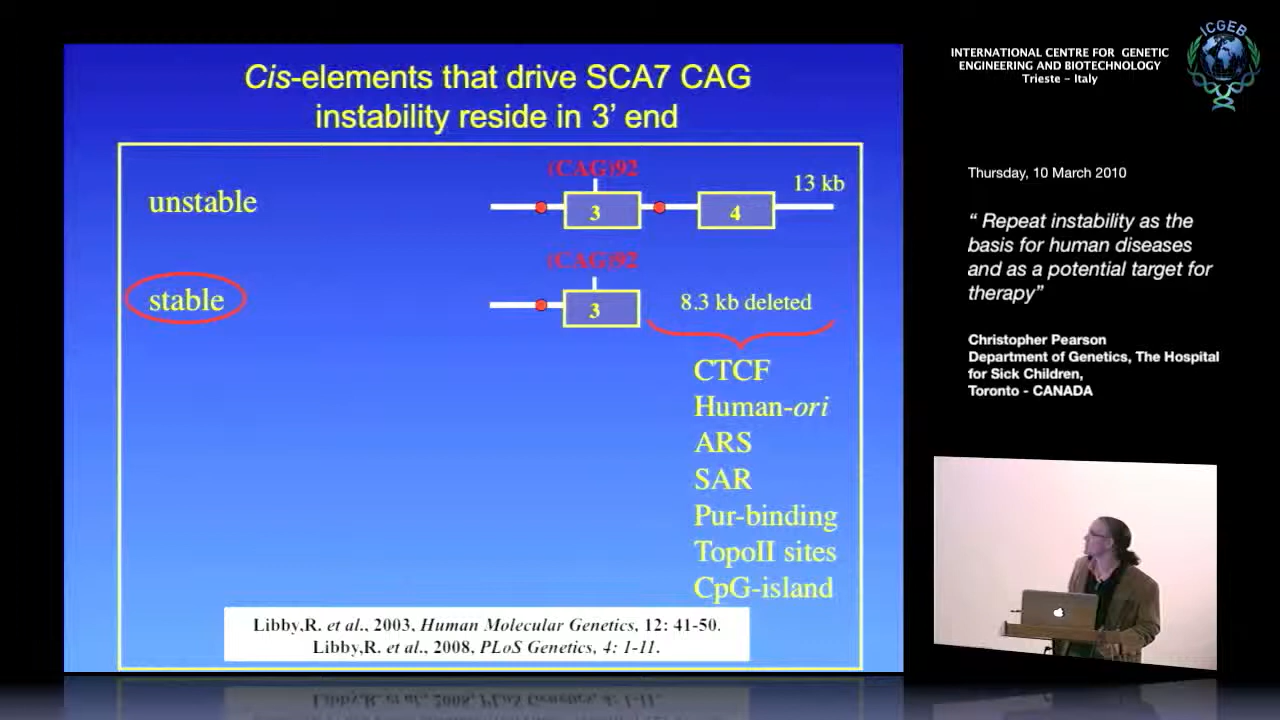 Cis-elements that drive SCA7 CAG
instability reside in 3’ end
unstable
(CAG)92
3
4
13 kb
stable
(CAG)92
3
8.3 kb deleted
CTCF
Human-ori
ARS
SAR
Pur-binding
TopoII sites
CpG-island
Libby,R. et al., 2003, Human Molecular Genetics, 12: 41-50.
Libby,R. et al., 2008, PLoS Genetics, 4: 1-11.
INTERNATIONAL CENTRE FOR GENETIC
ENGINEERING AND BIOTECHNOLOGY
Trieste – Italy
ICGEB
Thursday, 10 March 2010
“ Repeat instability as the
basis for human diseases
and as a potential target for
therapy”
Christopher Pearson
Department of Genetics, The Hospital
for Sick Children,
Toronto - CANADA